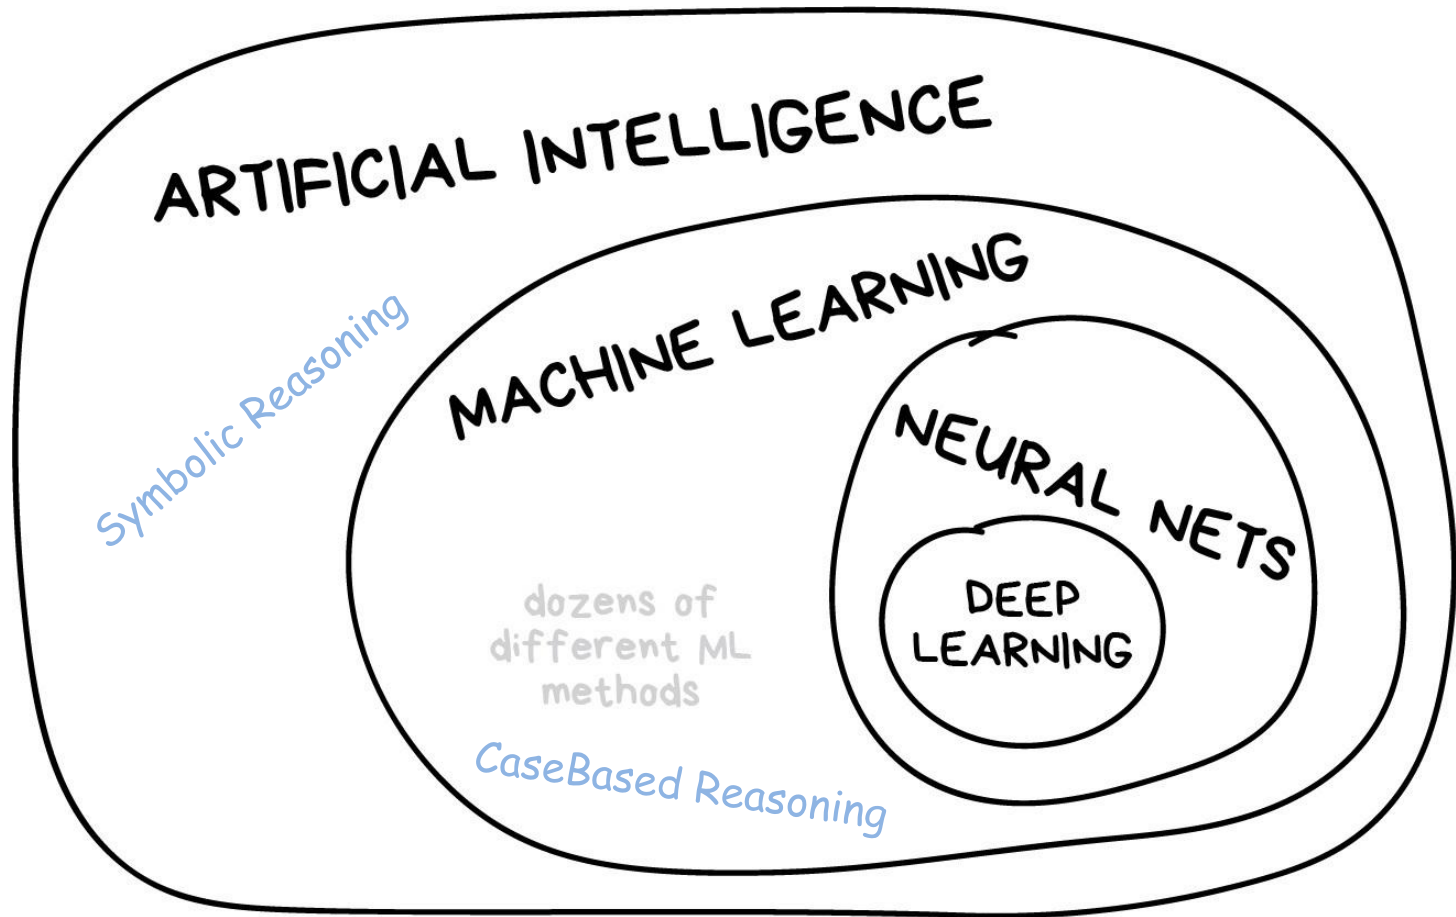 ARTIFICIAL INTELLIGENCE
MACHINE LEARNING
Symbolic Reasoning
NEURAL NETS
DEEP
LEARNING
dozens of
different ML
methods
CaseBased Reasoning